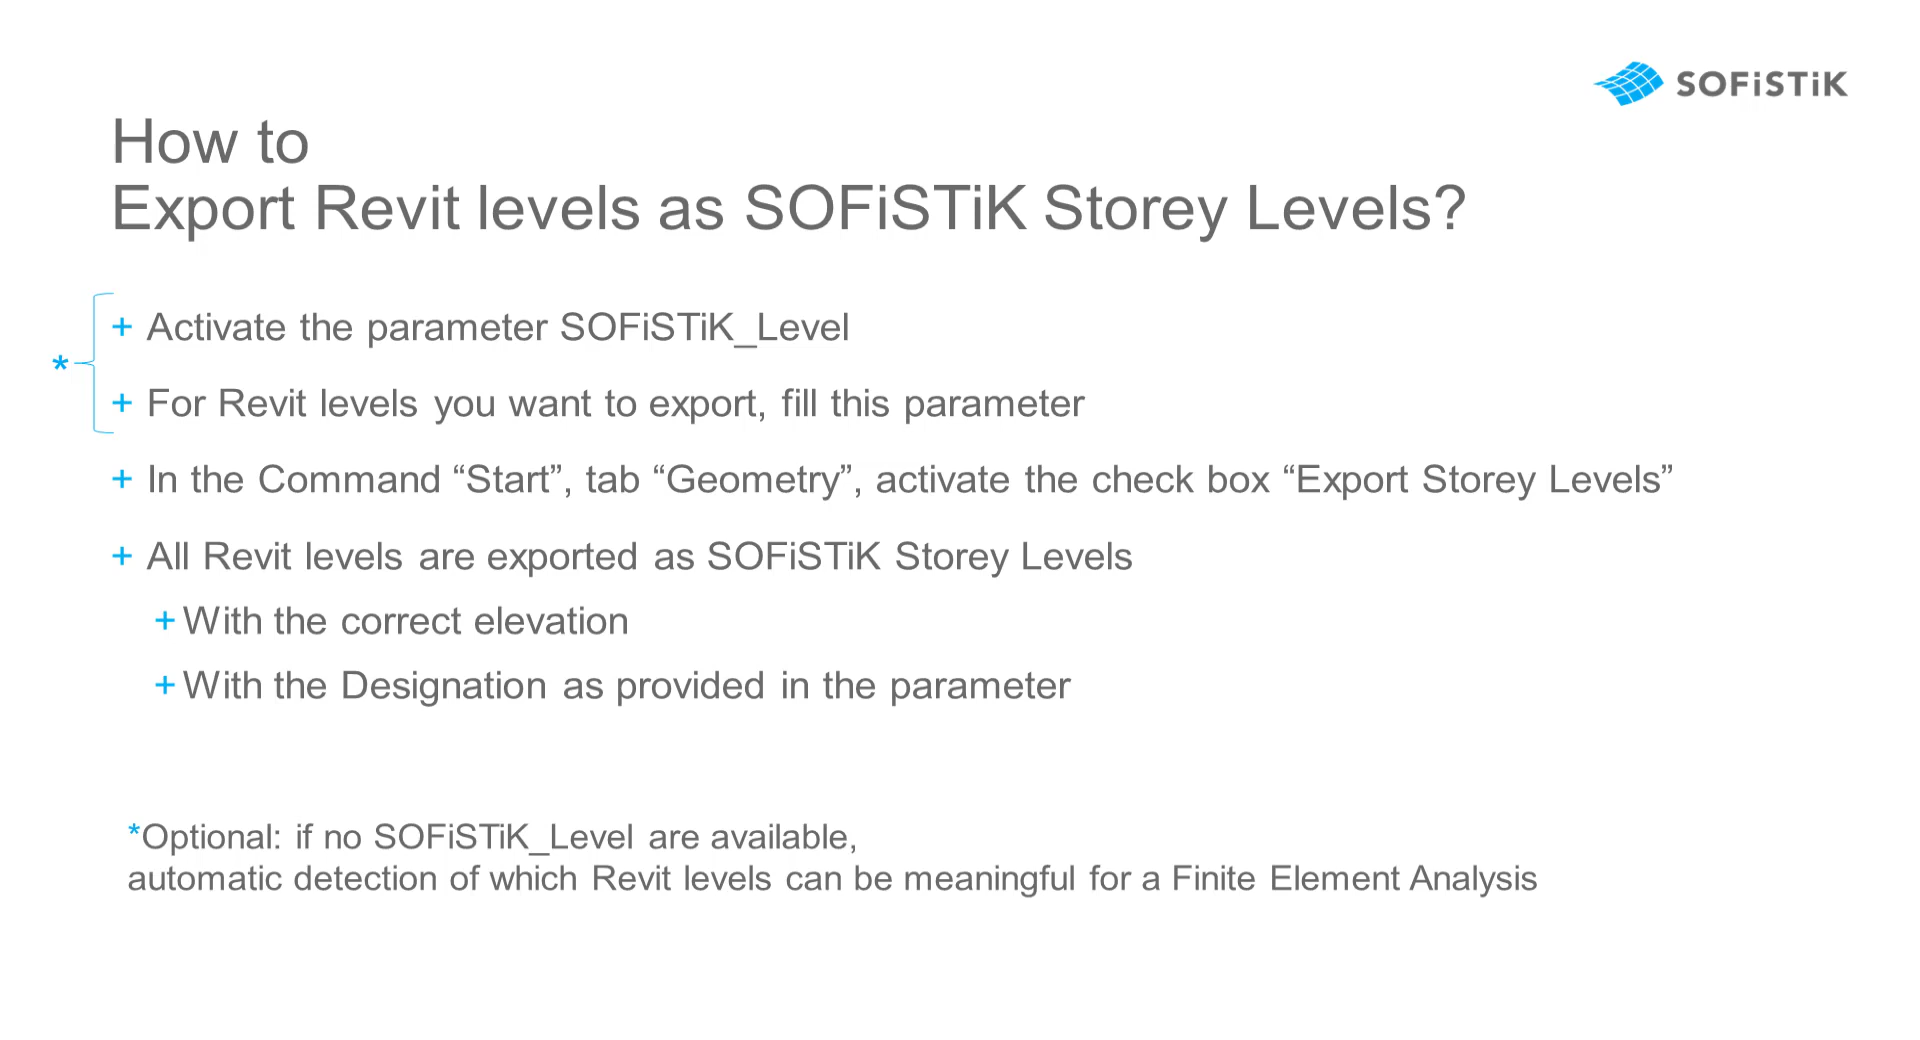 SOFiSTiK
How to
Export Revit levels as SOFiSTiK Storey Levels?
+ Activate the parameter SOFiSTiK_Level
*
+ For Revit levels you want to export, fill this parameter
+ In the Command “Start”, tab “Geometry”, activate the check box “Export Storey Levels”
+ All Revit levels are exported as SOFiSTiK Storey Levels
+ With the correct elevation
+ With the Designation as provided in the parameter
*Optional: if no SOFiSTiK_Level are available,
automatic detection of which Revit levels can be meaningful for a Finite Element Analysis